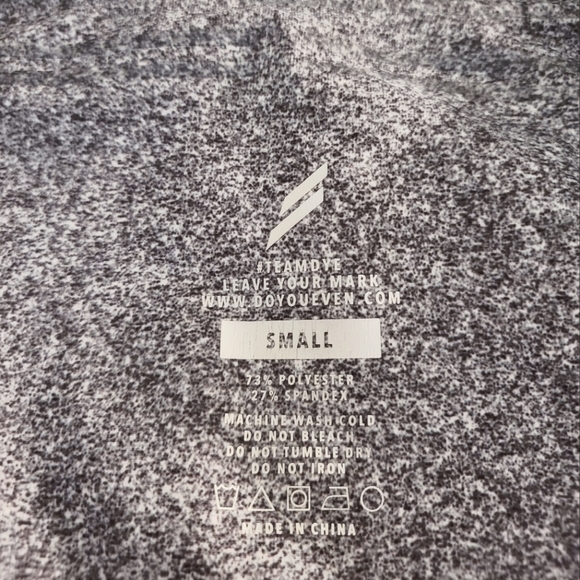 #TEAMDYE
LEAVE YOUR MARK
WWW.DOYOUEVEN.COM
SMALL
73% POLYESTER
27% SPANDEX
MACHINE WASH COLD
DO NOT BLEACH
DO NOT TUMBLE DRY
DO NOT IRON
MADE IN CHINA